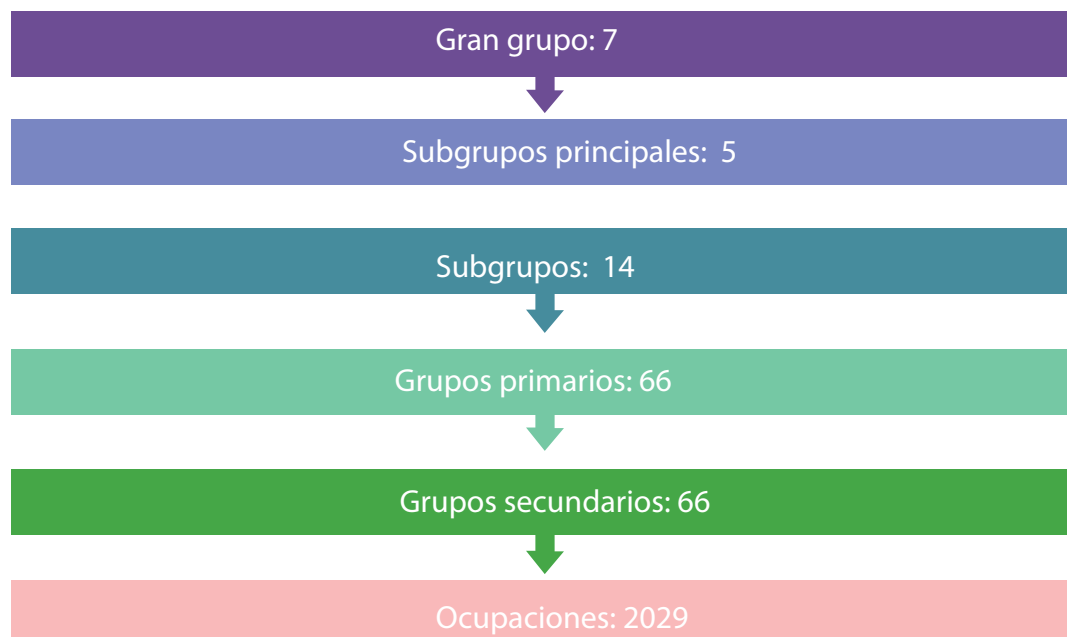 Gran grupo: 7
Subgrupos principales: 5
Subgrupos: 14
Grupos primarios: 66
Grupos secundarios: 66
Ocupaciones: 2029